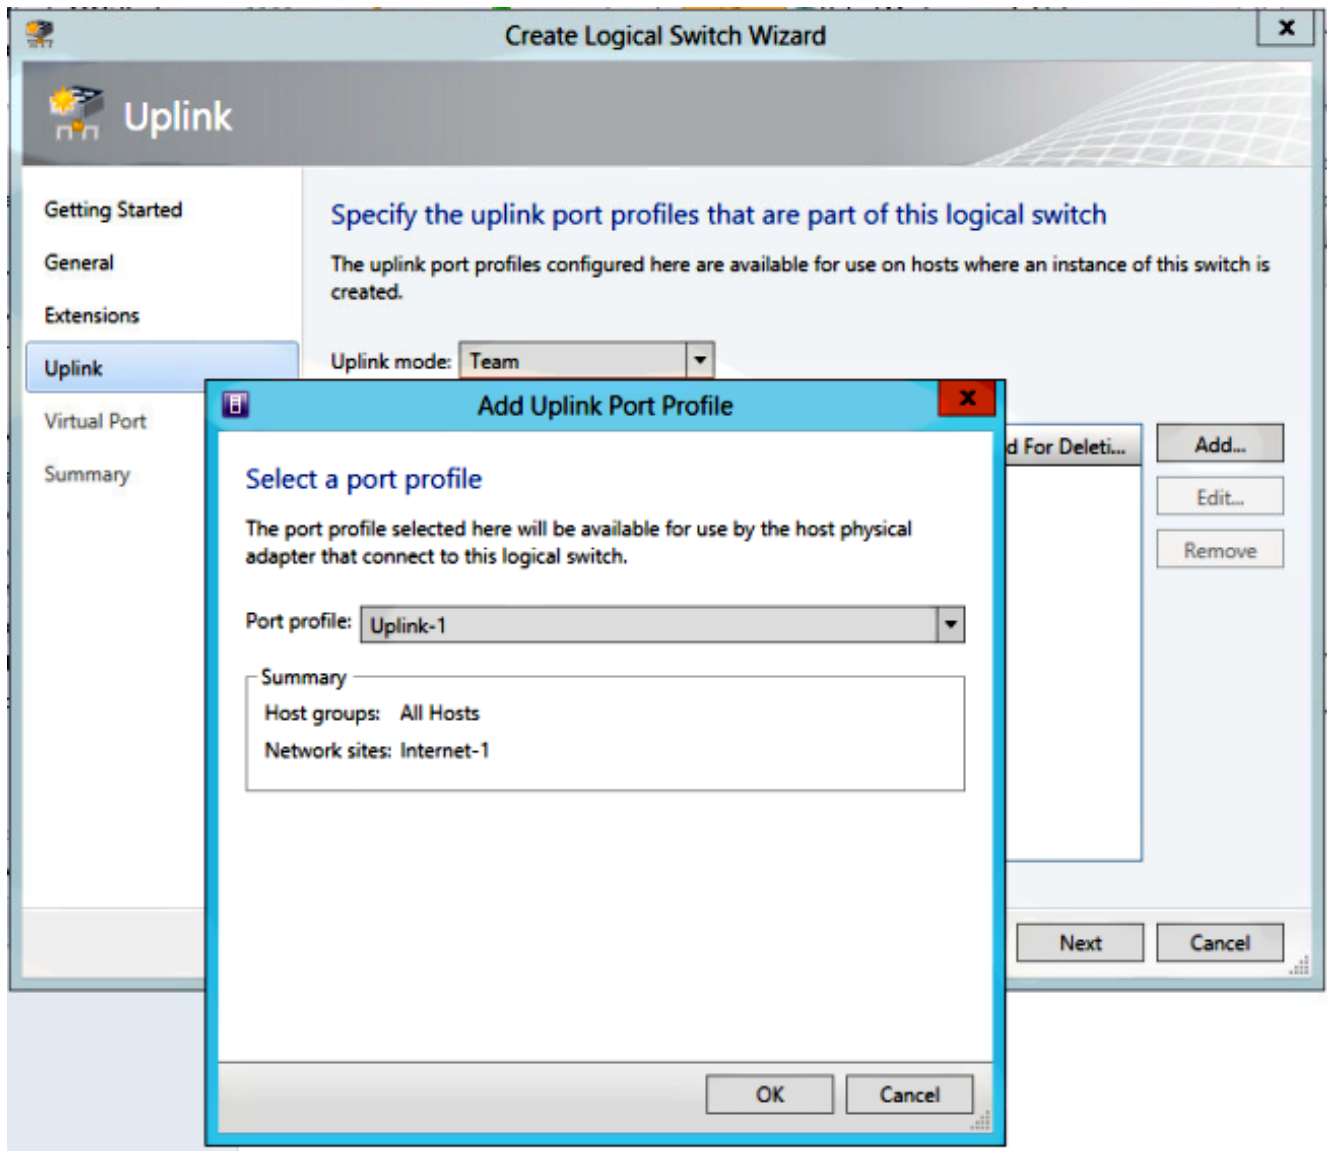 Create Logical Switch Wizard
x
Uplink
Getting Started
General
Extensions
Uplink
Virtual Port
Summary
Specify the uplink port profiles that are part of this logical switch
The uplink port profiles configured here are available for use on hosts where an instance of this switch is
created.
Uplink mode: Team
d For Deleti...
Add...
Edit...
Remove
Next
Cancel
Add Uplink Port Profile
x
Select a port profile
The port profile selected here will be available for use by the host physical
adapter that connect to this logical switch.
Port profile: Uplink-1
Summary
Host groups: All Hosts
Network sites: Internet-1
OK
Cancel